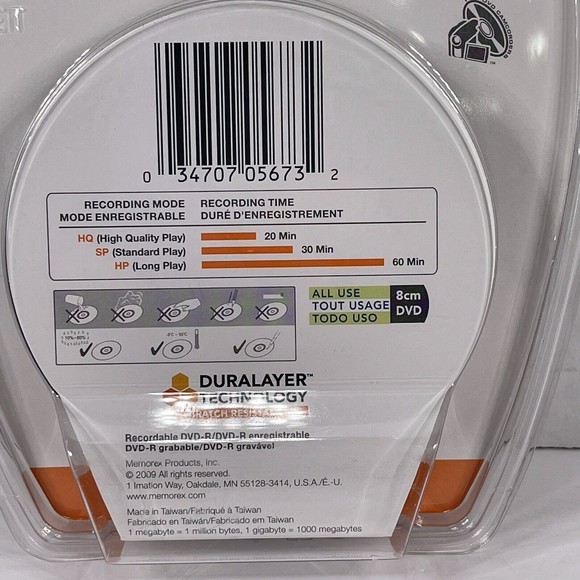 DVD CAMCORDERS
™
0 34707 05673 2
RECORDING MODE RECORDING TIME
MODE ENREGISTRABLE DURÉ D'ENREGISTREMENT
HQ (High Quality Play) 20 Min
SP (Standard Play) 30 Min
HP (Long Play) 60 Min
ALL USE
TOUT USAGE
TODO USO
8cm
DVD
DURALAYER™
TECHNOLOGY
Recordable DVD-R/DVD-R enregistrable
DVD-R grabable/DVD-R gravável
Memorex Products, Inc.
© 2009 All rights reserved.
1 Imation Way, Oakdale, MN 55128-3414, U.S.A./É.-U.
www.memorex.com
Made in Taiwan/Fabriqué à Taiwan
Fabricado en Taiwán/Fabricado em Taiwan
1 megabyte = 1 million bytes, 1 gigabyte = 1000 megabytes